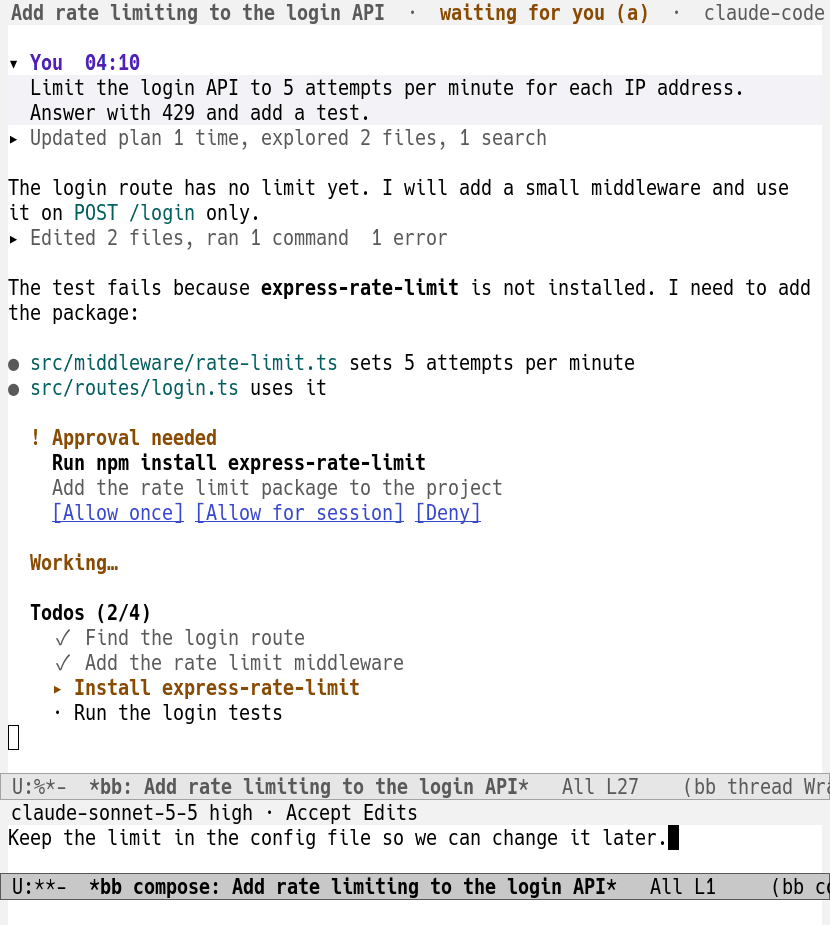 Add rate limiting to the login API  ·  waiting for you (a)  ·  claude-code
▾ You  04:10
Limit the login API to 5 attempts per minute for each IP address.
Answer with 429 and add a test.
▸ Updated plan 1 time, explored 2 files, 1 search
The login route has no limit yet. I will add a small middleware and use
it on POST /login only.
▸ Edited 2 files, ran 1 command  1 error
The test fails because express-rate-limit is not installed. I need to add
the package:
● src/middleware/rate-limit.ts sets 5 attempts per minute
● src/routes/login.ts uses it
! Approval needed
Run npm install express-rate-limit
Add the rate limit package to the project
[Allow once] [Allow for session] [Deny]
Working…
Todos (2/4)
✓ Find the login route
✓ Add the rate limit middleware
▸ Install express-rate-limit
· Run the login tests
U:%*-  *bb: Add rate limiting to the login API*   All L27    (bb thread Wra
claude-sonnet-5-5 high · Accept Edits
Keep the limit in the config file so we can change it later.
U:**-  *bb compose: Add rate limiting to the login API*   All L1     (bb co